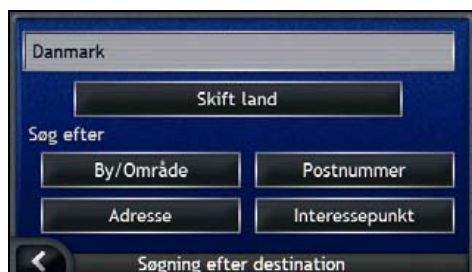 Danmark
Skift land
Søg efter
By/Område
Postnummer
Adresse
Interessepunkt
Søgning efter destination